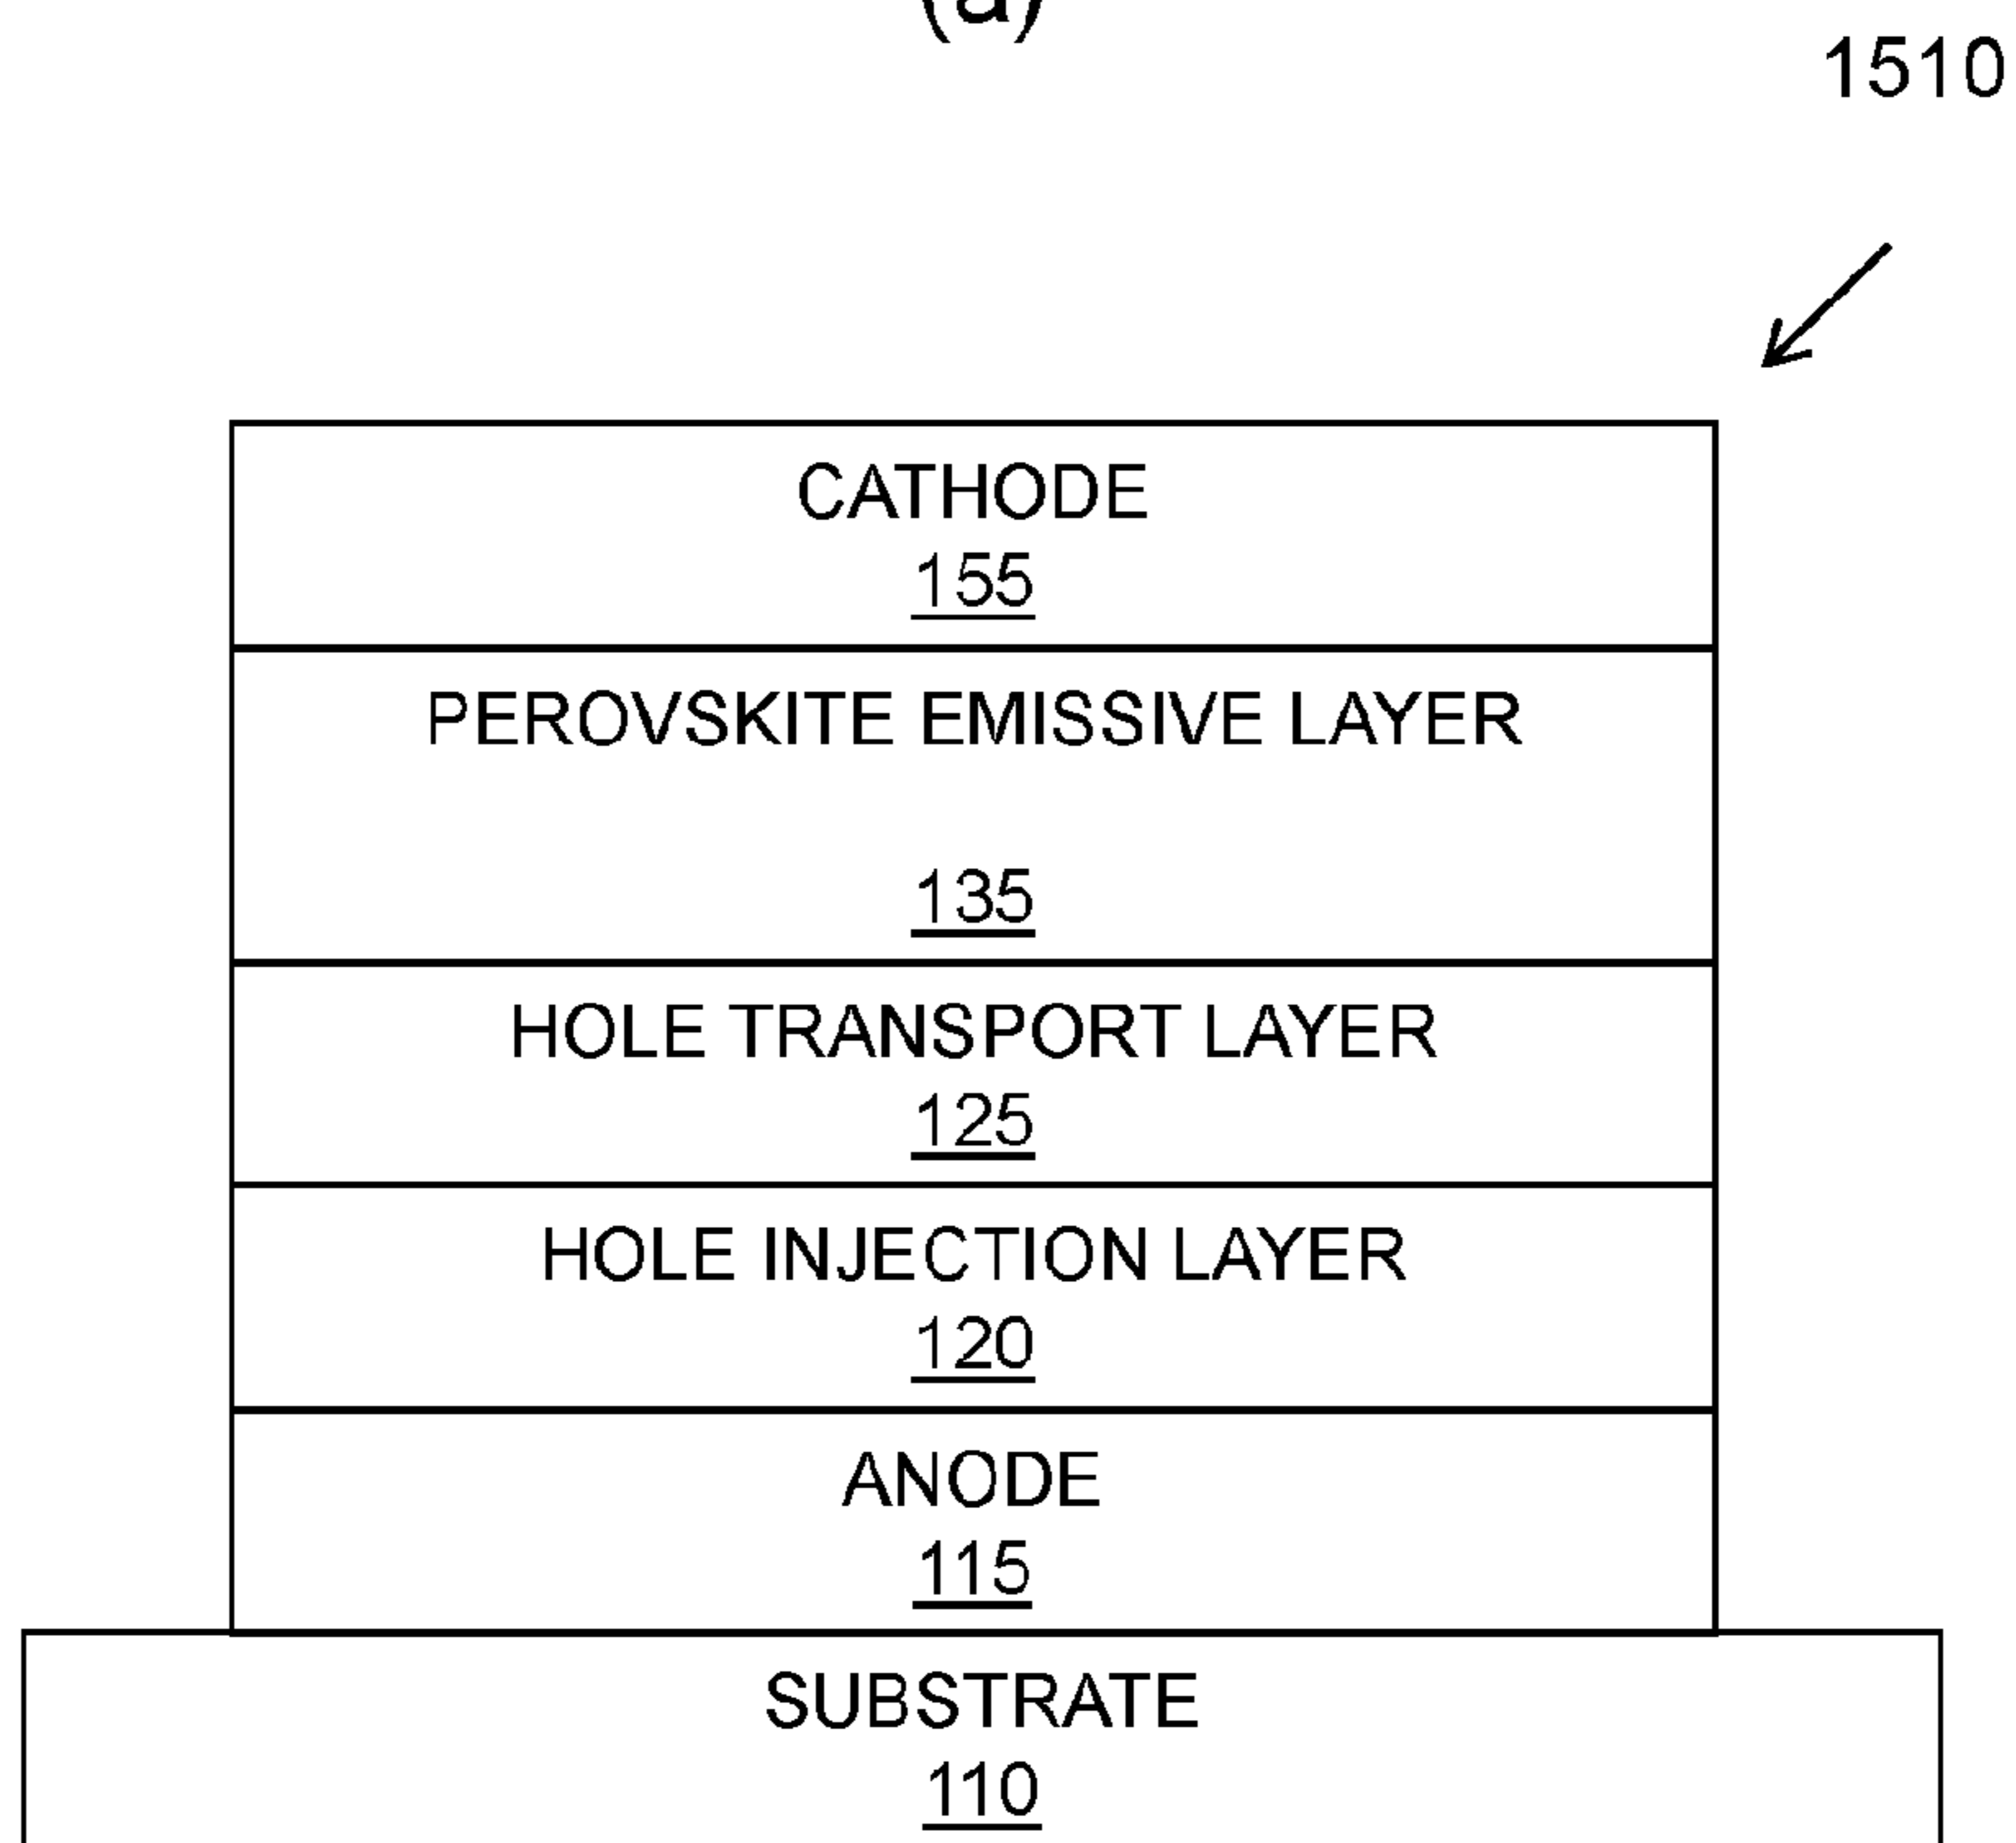 (a)
1510
CATHODE
155
PEROVSKITE EMISSIVE LAYER
135
HOLE TRANSPORT LAYER
125
HOLE INJECTION LAYER
120
ANODE
115
SUBSTRATE
110